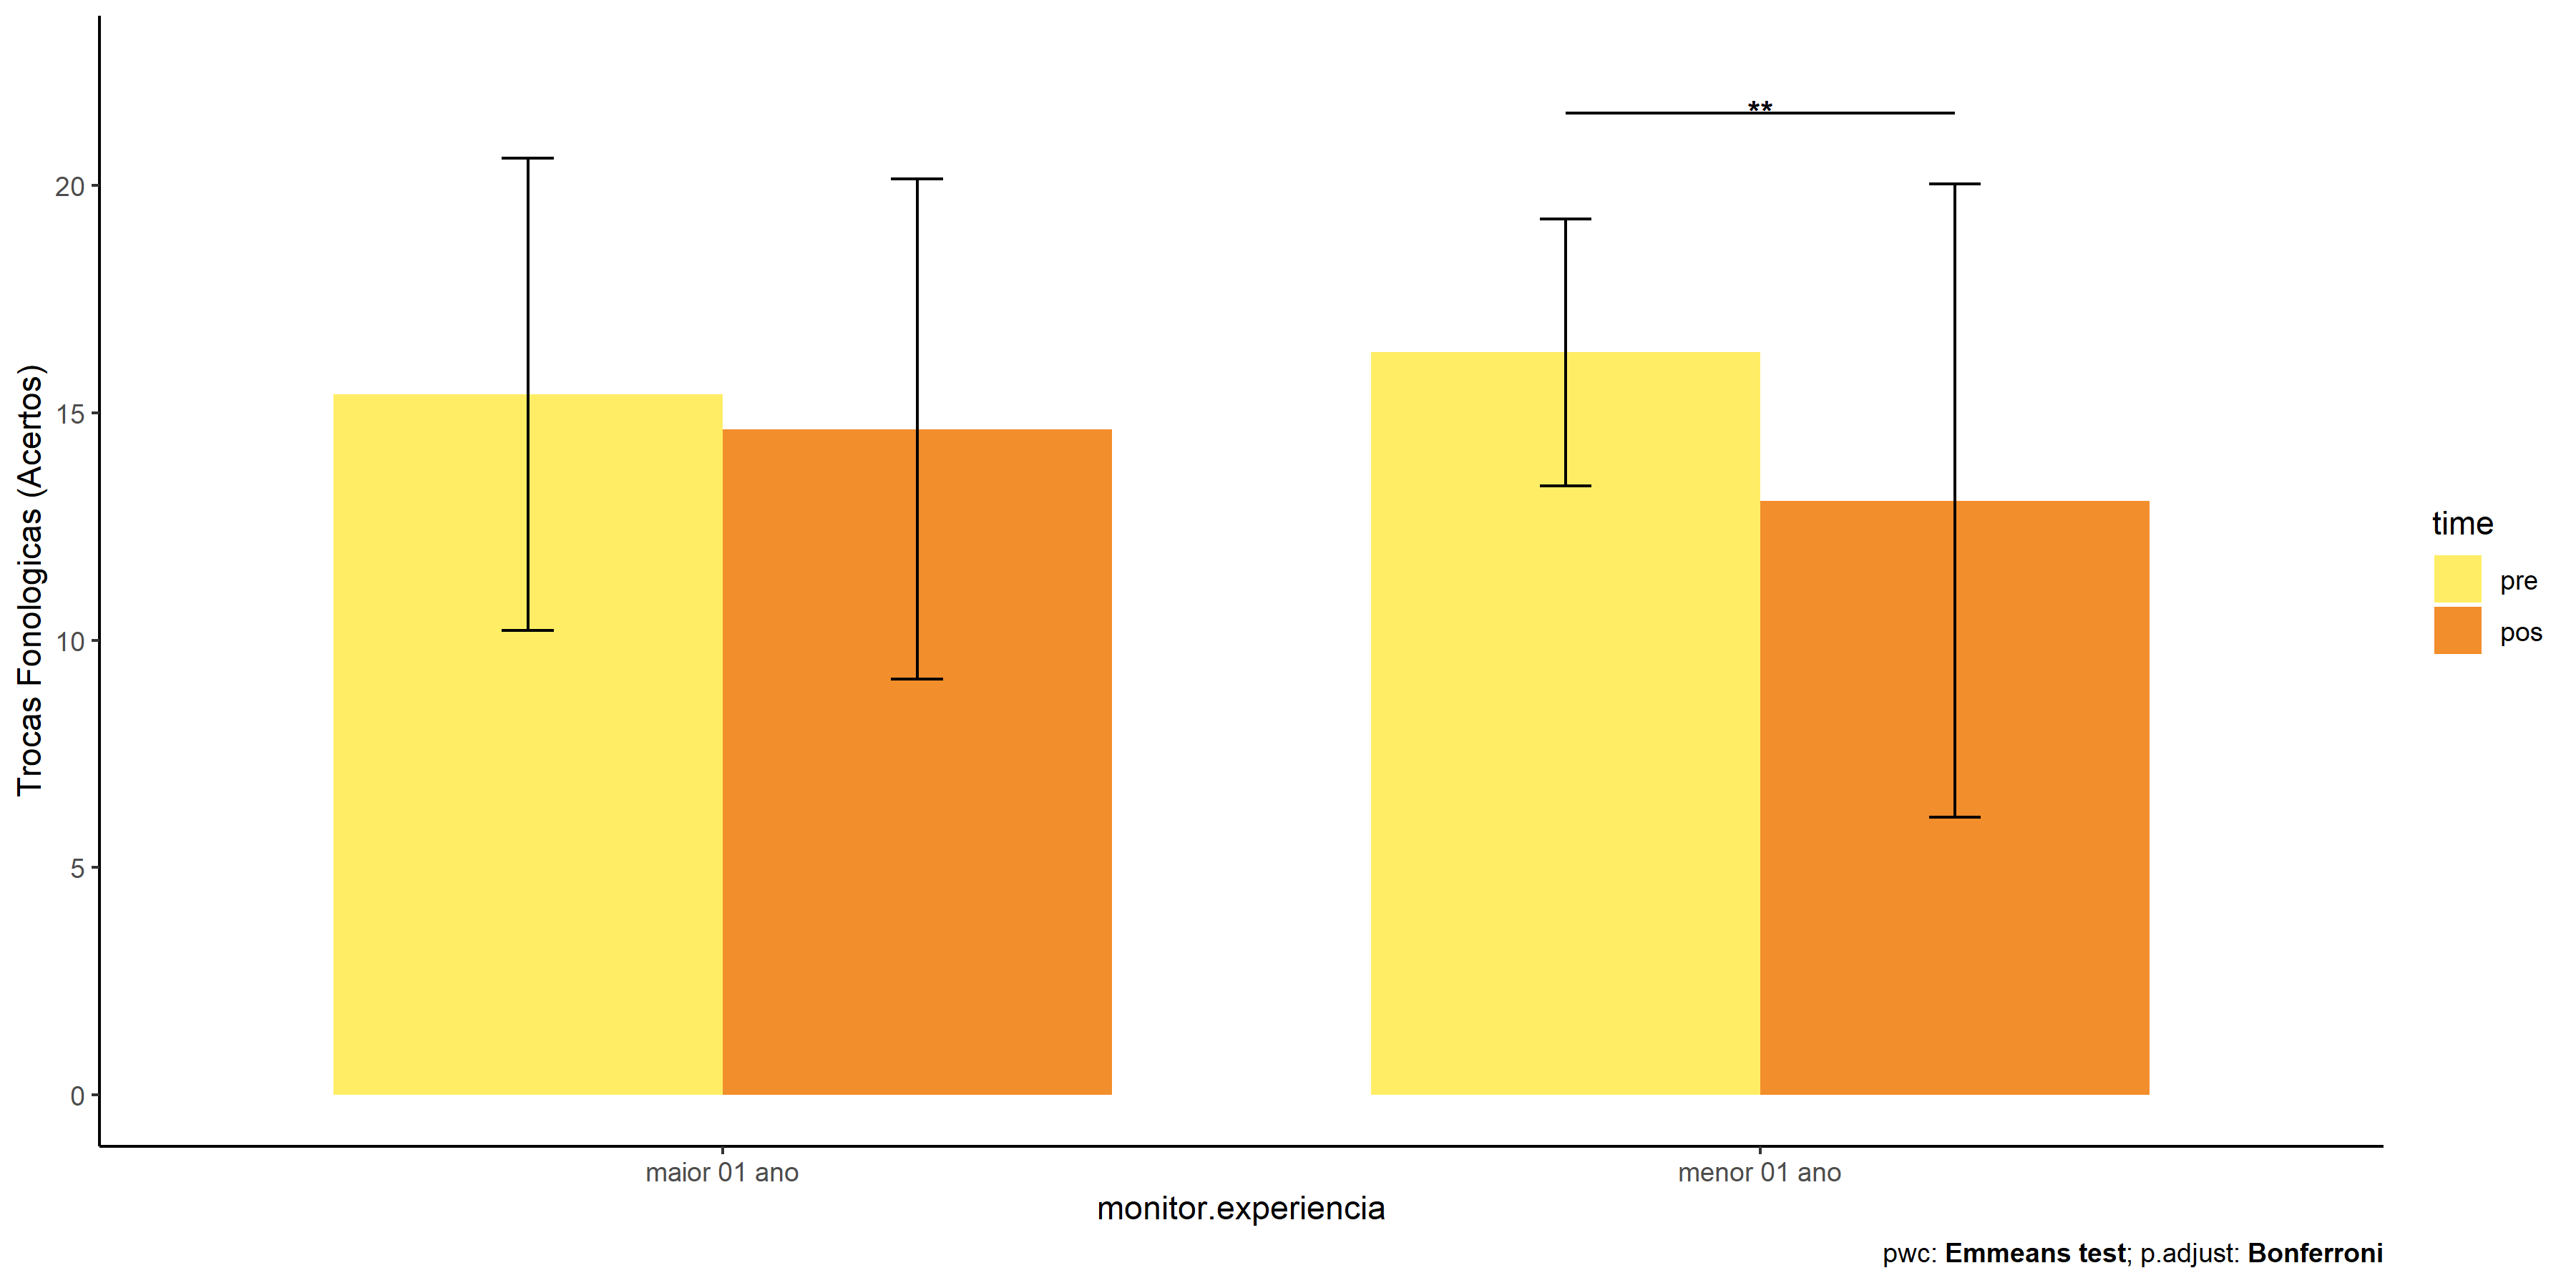 **
20
15
10
5
0
Trocas Fonologicas (Acertos)
maior 01 ano
menor 01 ano
monitor.experiencia
time
pre
pos
pwc: Emmeans test; p.adjust: Bonferroni